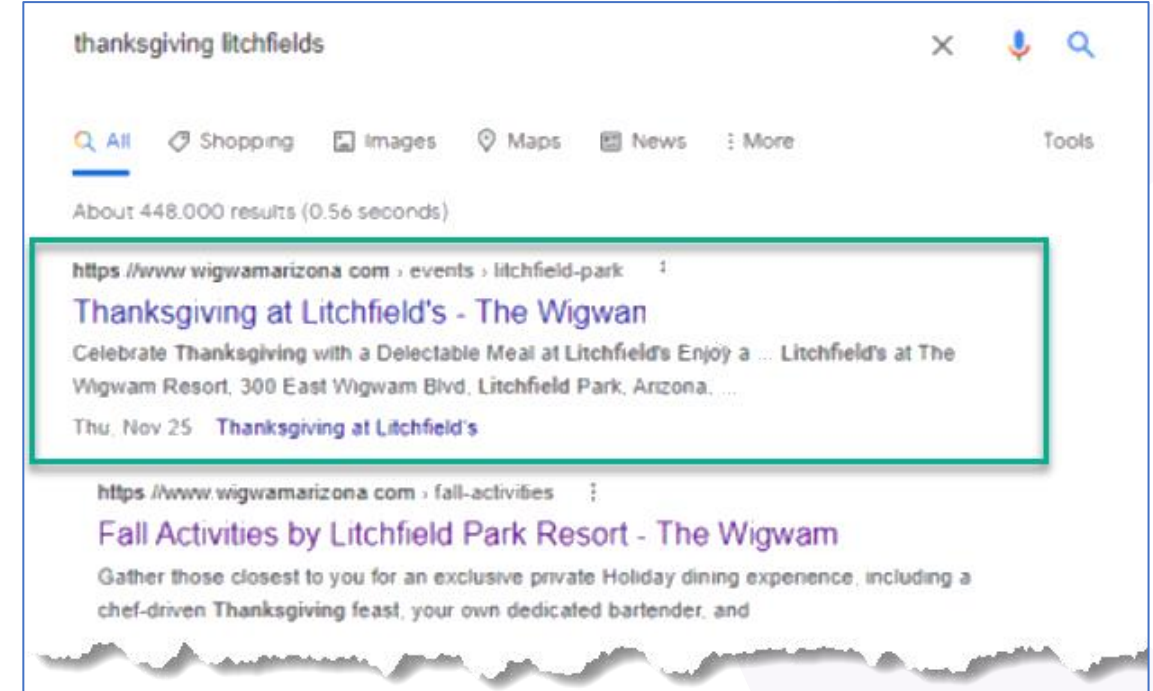 thanksgiving litchfields
All Shopping Images Maps News More Tools
About 448.000 results (0.56 seconds)
https //www wigwamarizona com › events › litchfield-park
Thanksgiving at Litchfield's - The Wigwan
Celebrate Thanksgiving with a Delectable Meal at Litchfield's Enjoy a ... Litchfield's at The
Wigwam Resort, 300 East Wigwam Blvd, Litchfield Park, Arizona, ...
Thu, Nov 25 Thanksgiving at Litchfield's
https //www.wigwamarizona com › fall-activities
Fall Activities by Litchfield Park Resort - The Wigwam
Gather those closest to you for an exclusive private Holiday dining experience, including a
chef-driven Thanksgiving feast, your own dedicated bartender, and